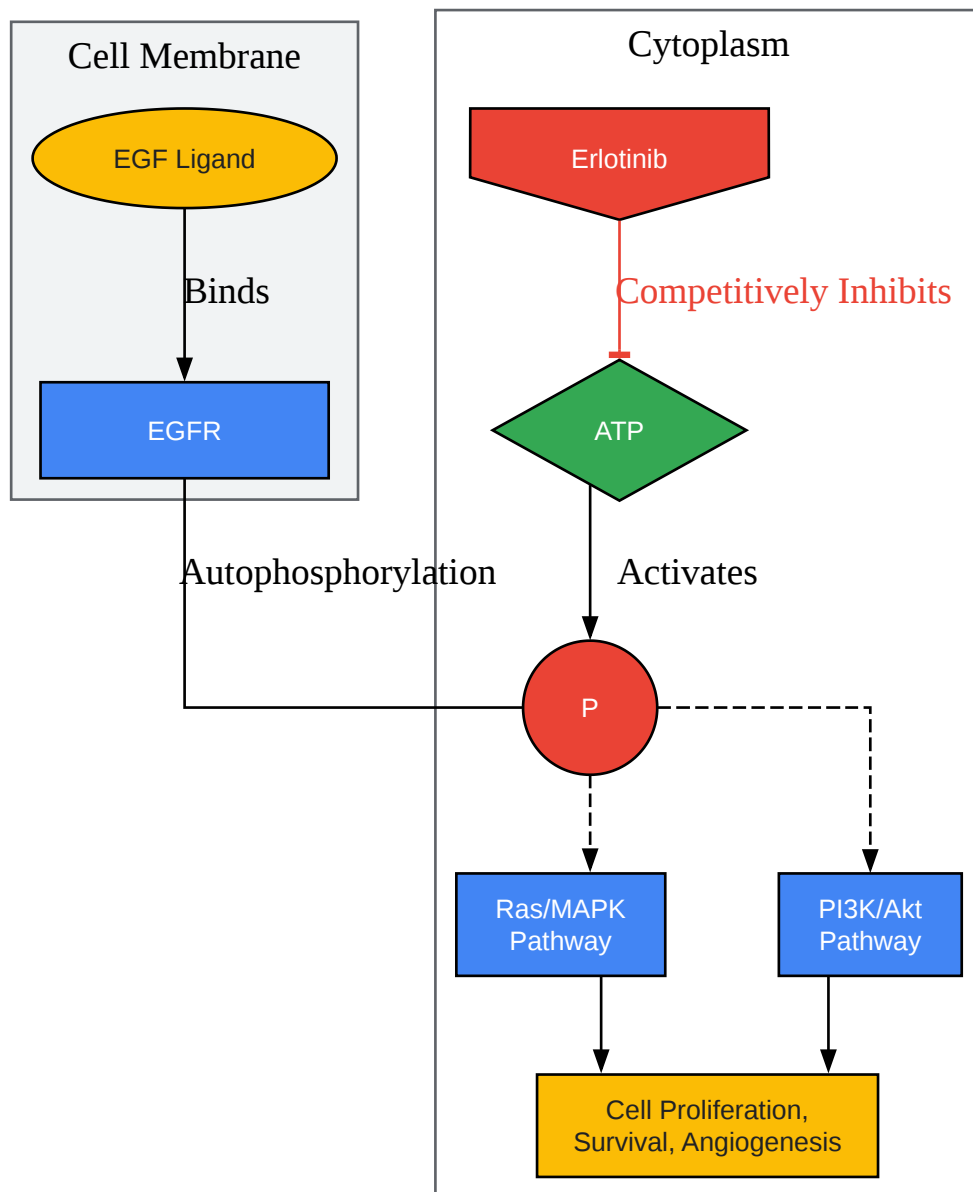 Cell Membrane
EGF Ligand
Binds
EGFR
Autophosphorylation
Cytoplasm
Erlotinib
Competitively Inhibits
ATP
Activates
P
Ras/MAPK
Pathway
PI3K/Akt
Pathway
Cell Proliferation,
Survival, Angiogenesis